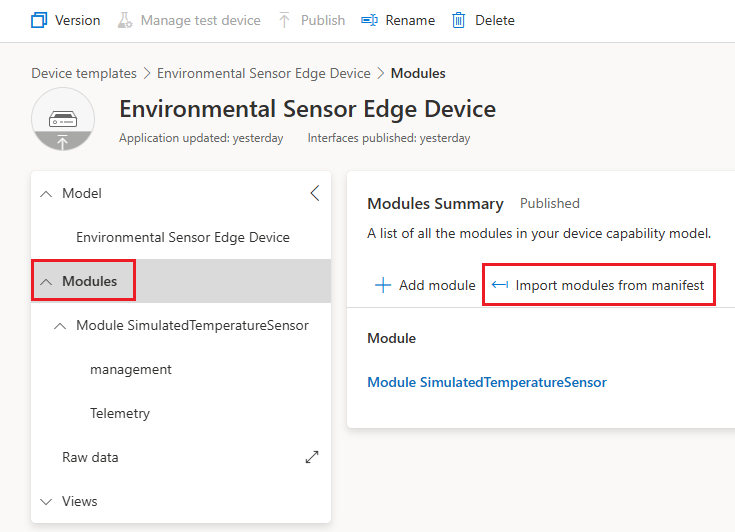 Version Manage test device Publish Rename Delete
Device templates Environmental Sensor Edge Device Modules
Environmental Sensor Edge Device
Application updated: yesterday Interfaces published: yesterday
Model
Environmental Sensor Edge Device
Modules
Module SimulatedTemperatureSensor
management
Telemetry
Raw data
Views
Modules Summary Published
A list of all the modules in your device capability model.
Add module Import modules from manifest
Module
Module SimulatedTemperatureSensor